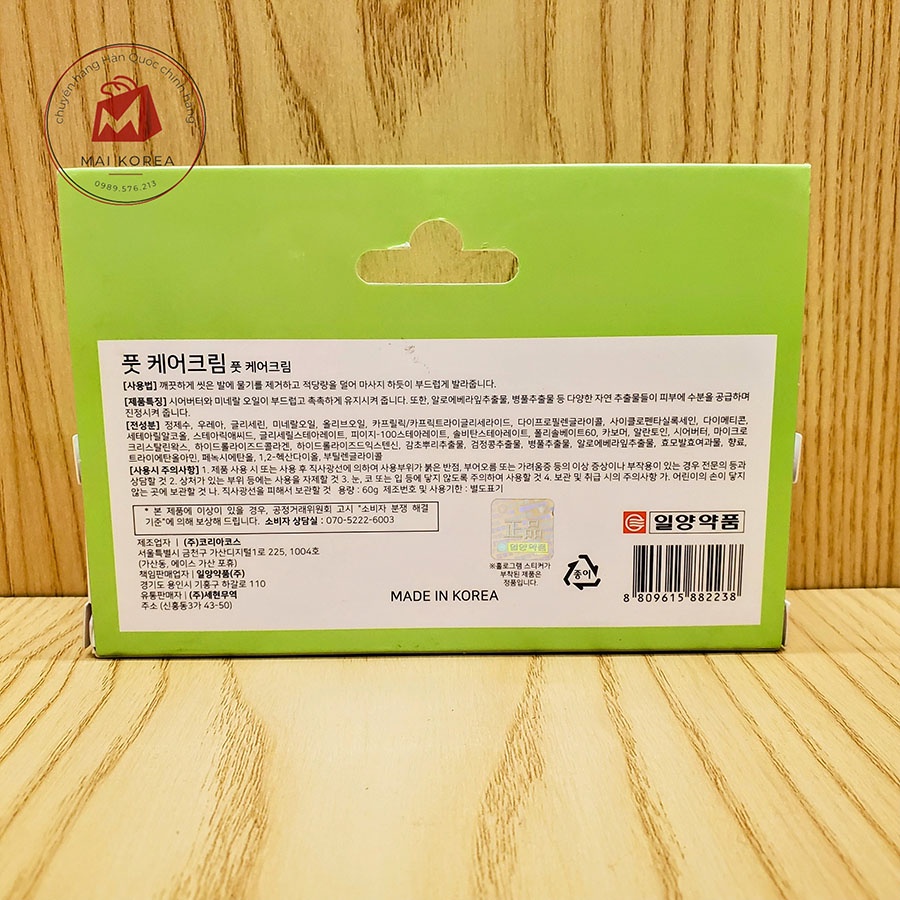 chuyên hàng Hàn Quốc chính hãng
MAI KOREA
0989.576.213
풋 케어크림 풋 케어크림
[사용법] 깨끗하게 씻은 발에 물기를 제거하고 적당량을 덜어 마사지 하듯이 부드럽게 발라줍니다.
[제품특징] 시어버터와 미네랄 오일이 부드럽고 촉촉하게 유지시켜 줍니다. 또한, 알로에베라잎추출물, 병풀추출물 등 다양한 자연 추출물들이 피부에 수분을 공급하며
진정시켜 줍니다.
[전성분] 정제수, 우레아, 글리세린, 미네랄오일, 올리브오일, 카프릴릭/카프릭트라이글리세라이드, 다이프로필렌글라이콜, 사이클로펜타실록세인, 다이메티콘,
세테아릴알코올, 스테아릭애씨드, 글리세릴스테아레이트, 피이지-100스테아레이트, 솔비탄스테아레이트, 폴리솔베이트60, 카보머, 알란토인, 시어버터, 마이크로
크리스탈린왁스, 하이드롤라이즈드콜라겐, 하이드롤라이즈드익스텐신, 감초뿌리추출물, 검정콩추출물, 병풀추출물, 알로에베라잎추출물, 효모발효여과물, 향료,
트라이에탄올아민, 페녹시에탄올, 1,2-헥산다이올, 부틸렌글라이콜
[사용시 주의사항] 1. 제품 사용 시 또는 사용 후 직사광선에 의하여 사용부위가 붉은 반점, 부어오름 또는 가려움증 등의 이상 증상이나 부작용이 있는 경우 전문의 등과
상담할 것 2. 상처가 있는 부위 등에는 사용을 자제할 것 3. 눈, 코 또는 입 등에 닿지 않도록 주의하여 사용할 것 4. 보관 및 취급 시의 주의사항 가. 어린이의 손이 닿지
않는 곳에 보관할 것 나. 직사광선을 피해서 보관할 것 용량 : 60g 제조번호 및 사용기한 : 별도표기
* 본 제품에 이상이 있을 경우, 공정거래위원회 고시 "소비자 분쟁 해결
기준"에 의해 보상해 드립니다. 소비자 상담실 : 070-5222-6003
제조업자 | (주)코리아코스
서울특별시 금천구 가산디지털1로 225, 1004호
(가산동, 에이스 가산 포휴)
책임판매업자 | 일양약품(주)
경기도 용인시 기흥구 하갈로 110
유통판매자 | (주)세현무역
주소 (신흥동3가 43-50)
MADE IN KOREA
正品
일양약품
※홀로그램 스티커가
부착된 제품은
정품입니다.
종이
일양약품
8 809615 882238